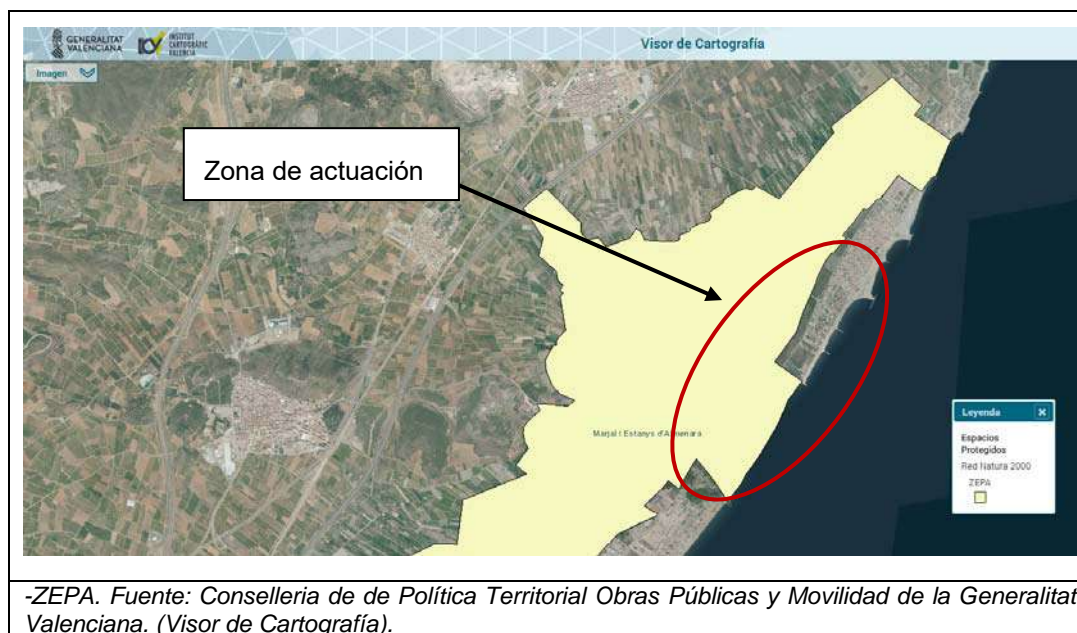 GENERALITAT
VALENCIANA
INSTITUT
CARTOGRÀFIC
VALENCIÀ
Visor de Cartografía
Imagen
Zona de actuación
Marjal i Estanys d'Almenara
Leyenda
Espacios
Protegidos
Red Natura 2000
ZEPA
-ZEPA. Fuente: Conselleria de de Política Territorial Obras Públicas y Movilidad de la Generalitat
Valenciana. (Visor de Cartografía).